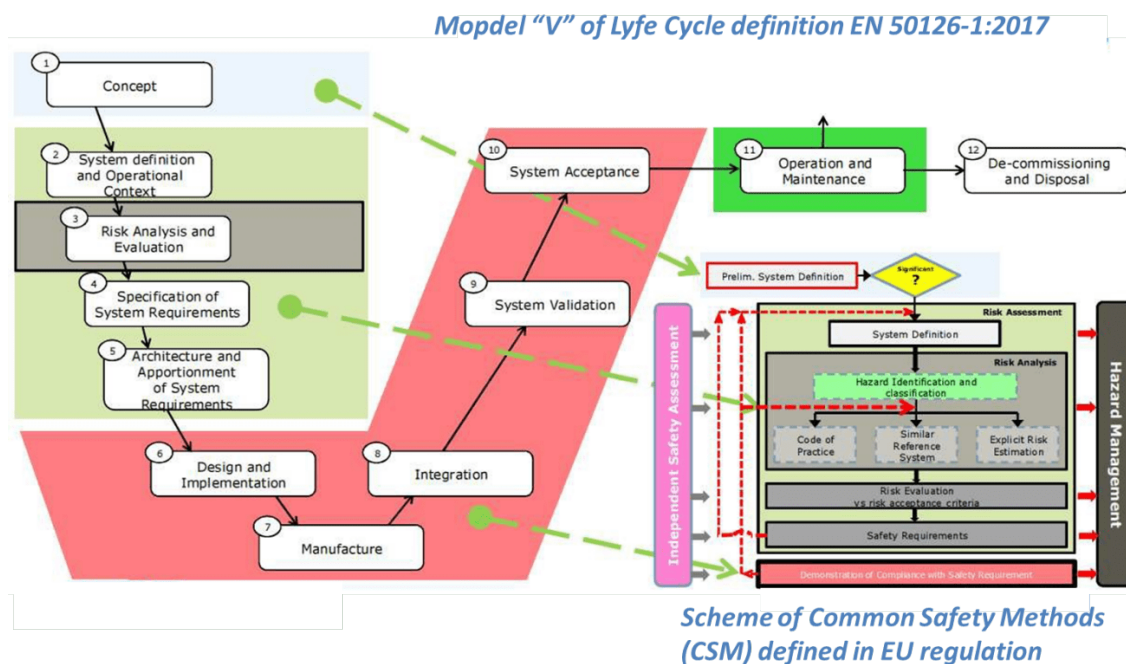 Mopdel “V” of Lyfe Cycle definition EN 50126-1:2017
1
Concept
2
System definition
and Operational
Context
3
Risk Analysis and
Evaluation
4
Specification of
System Requirements
5
Architecture and
Apportionment
of System
Requirements
6
Design and
Implementation
7
Manufacture
8
Integration
9
System Validation
10
System Acceptance
11
Operation and
Maintenance
12
De-commissioning
and Disposal
Prelim. System Definition
Significant
?
Independent Safety Assessment
Risk Assessment
System Definition
Risk Analysis
Hazard Identification and
classification
Code of
Practice
Similar
Reference
System
Explicit Risk
Estimation
Risk Evaluation
vs risk acceptance criteria
Safety Requirements
Demonstration of Compliance with Safety Requirement
Hazard Management
Scheme of Common Safety Methods
(CSM) defined in EU regulation